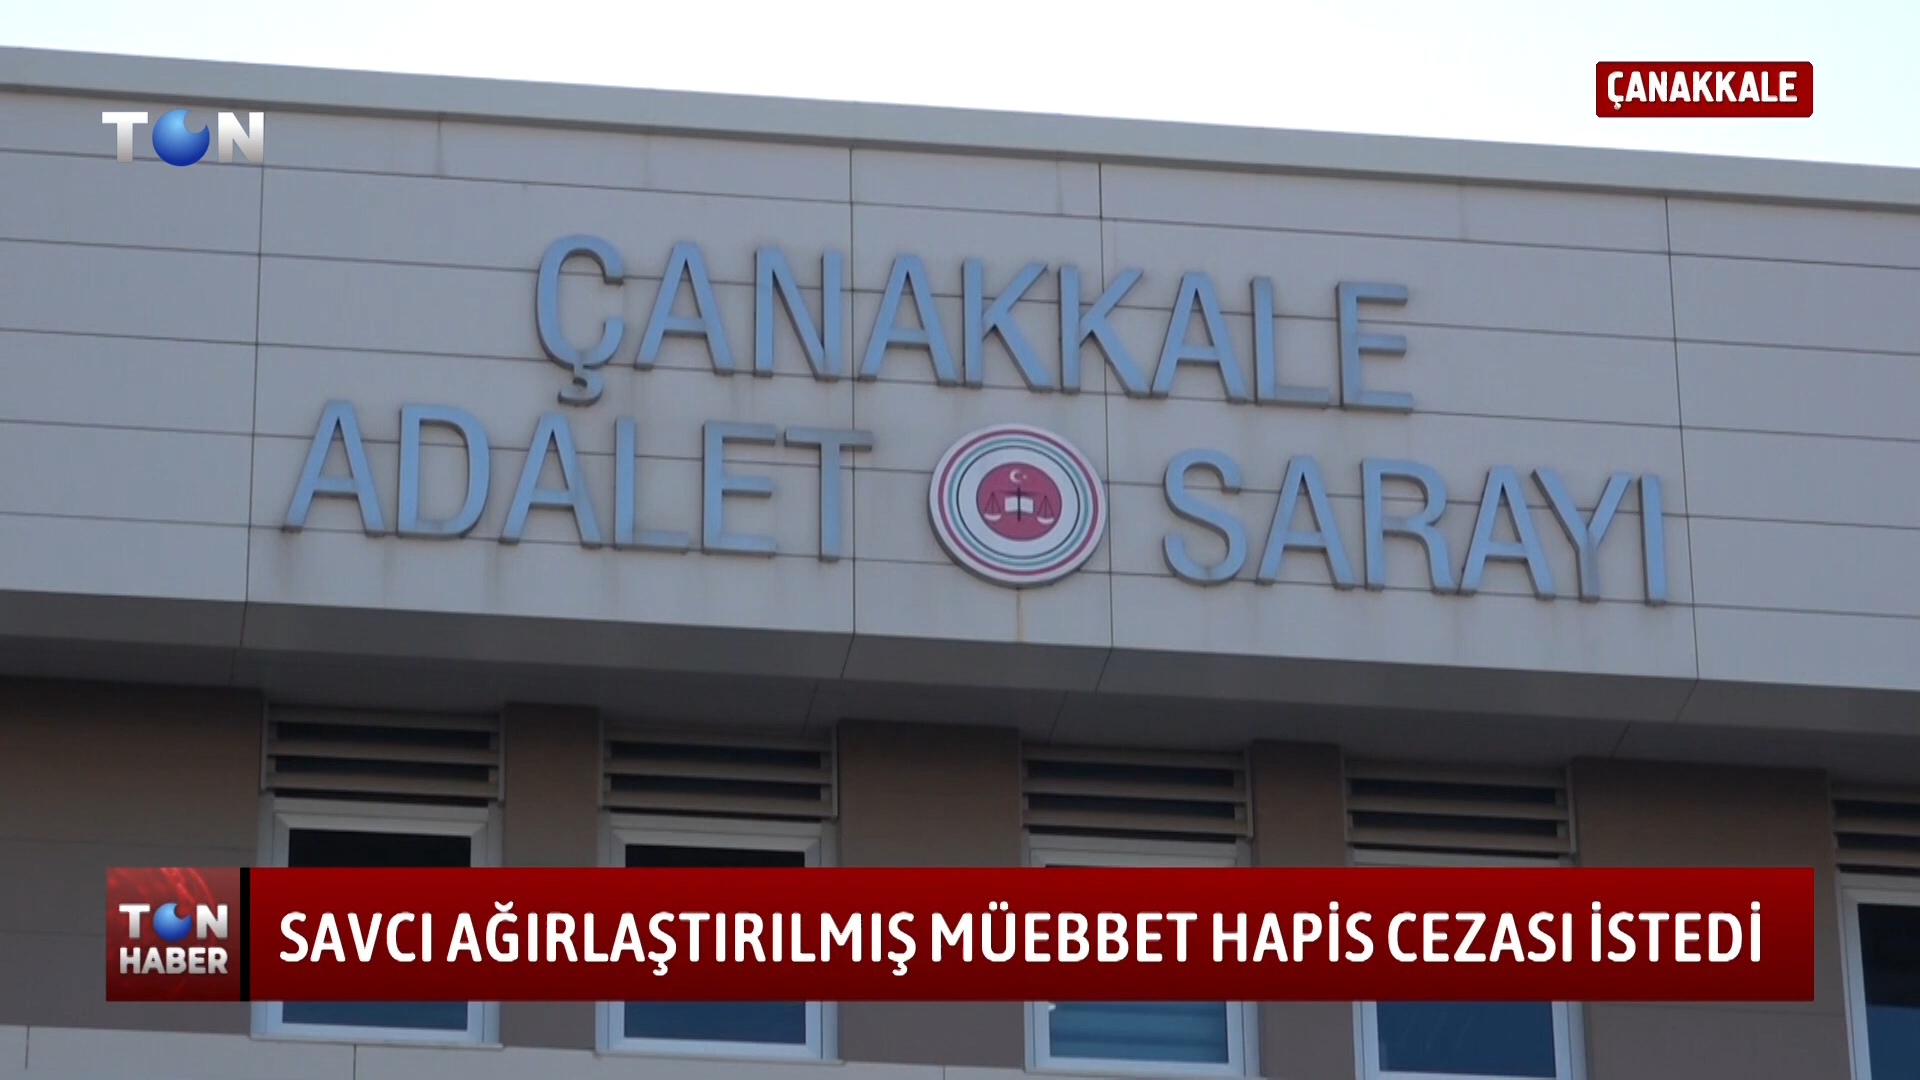 ÇANAKKALE
TON
ÇANAKKALE
ADALET SARAYI
TON
HABER
SAVCI AĞIRLAŞTIRILMIŞ MÜEBBET HAPİS CEZASI İSTEDİ